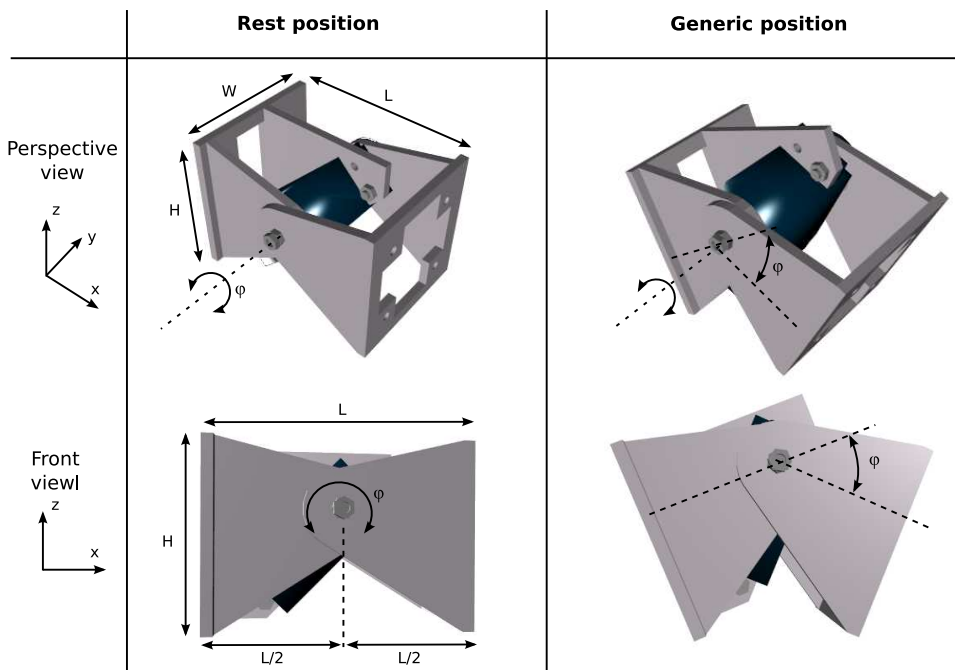 Rest position
Generic position
Perspective
view
W
L
H
φ
φ
z
y
x
Front
viewl
z
x
L
H
φ
L/2
L/2
φ